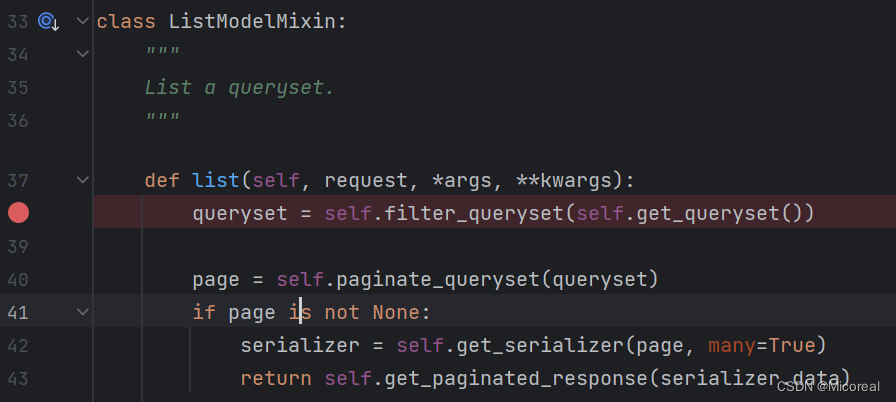 33 class ListModelMixin:
34 """
35 List a queryset.
36 """
37 def list(self, request, *args, **kwargs):
queryset = self.filter_queryset(self.get_queryset())
39
40 page = self.paginate_queryset(queryset)
41 if page is not None:
42 serializer = self.get_serializer(page, many=True)
43 return self.get_paginated_response(serializer.data)
CSDN @Micoreal